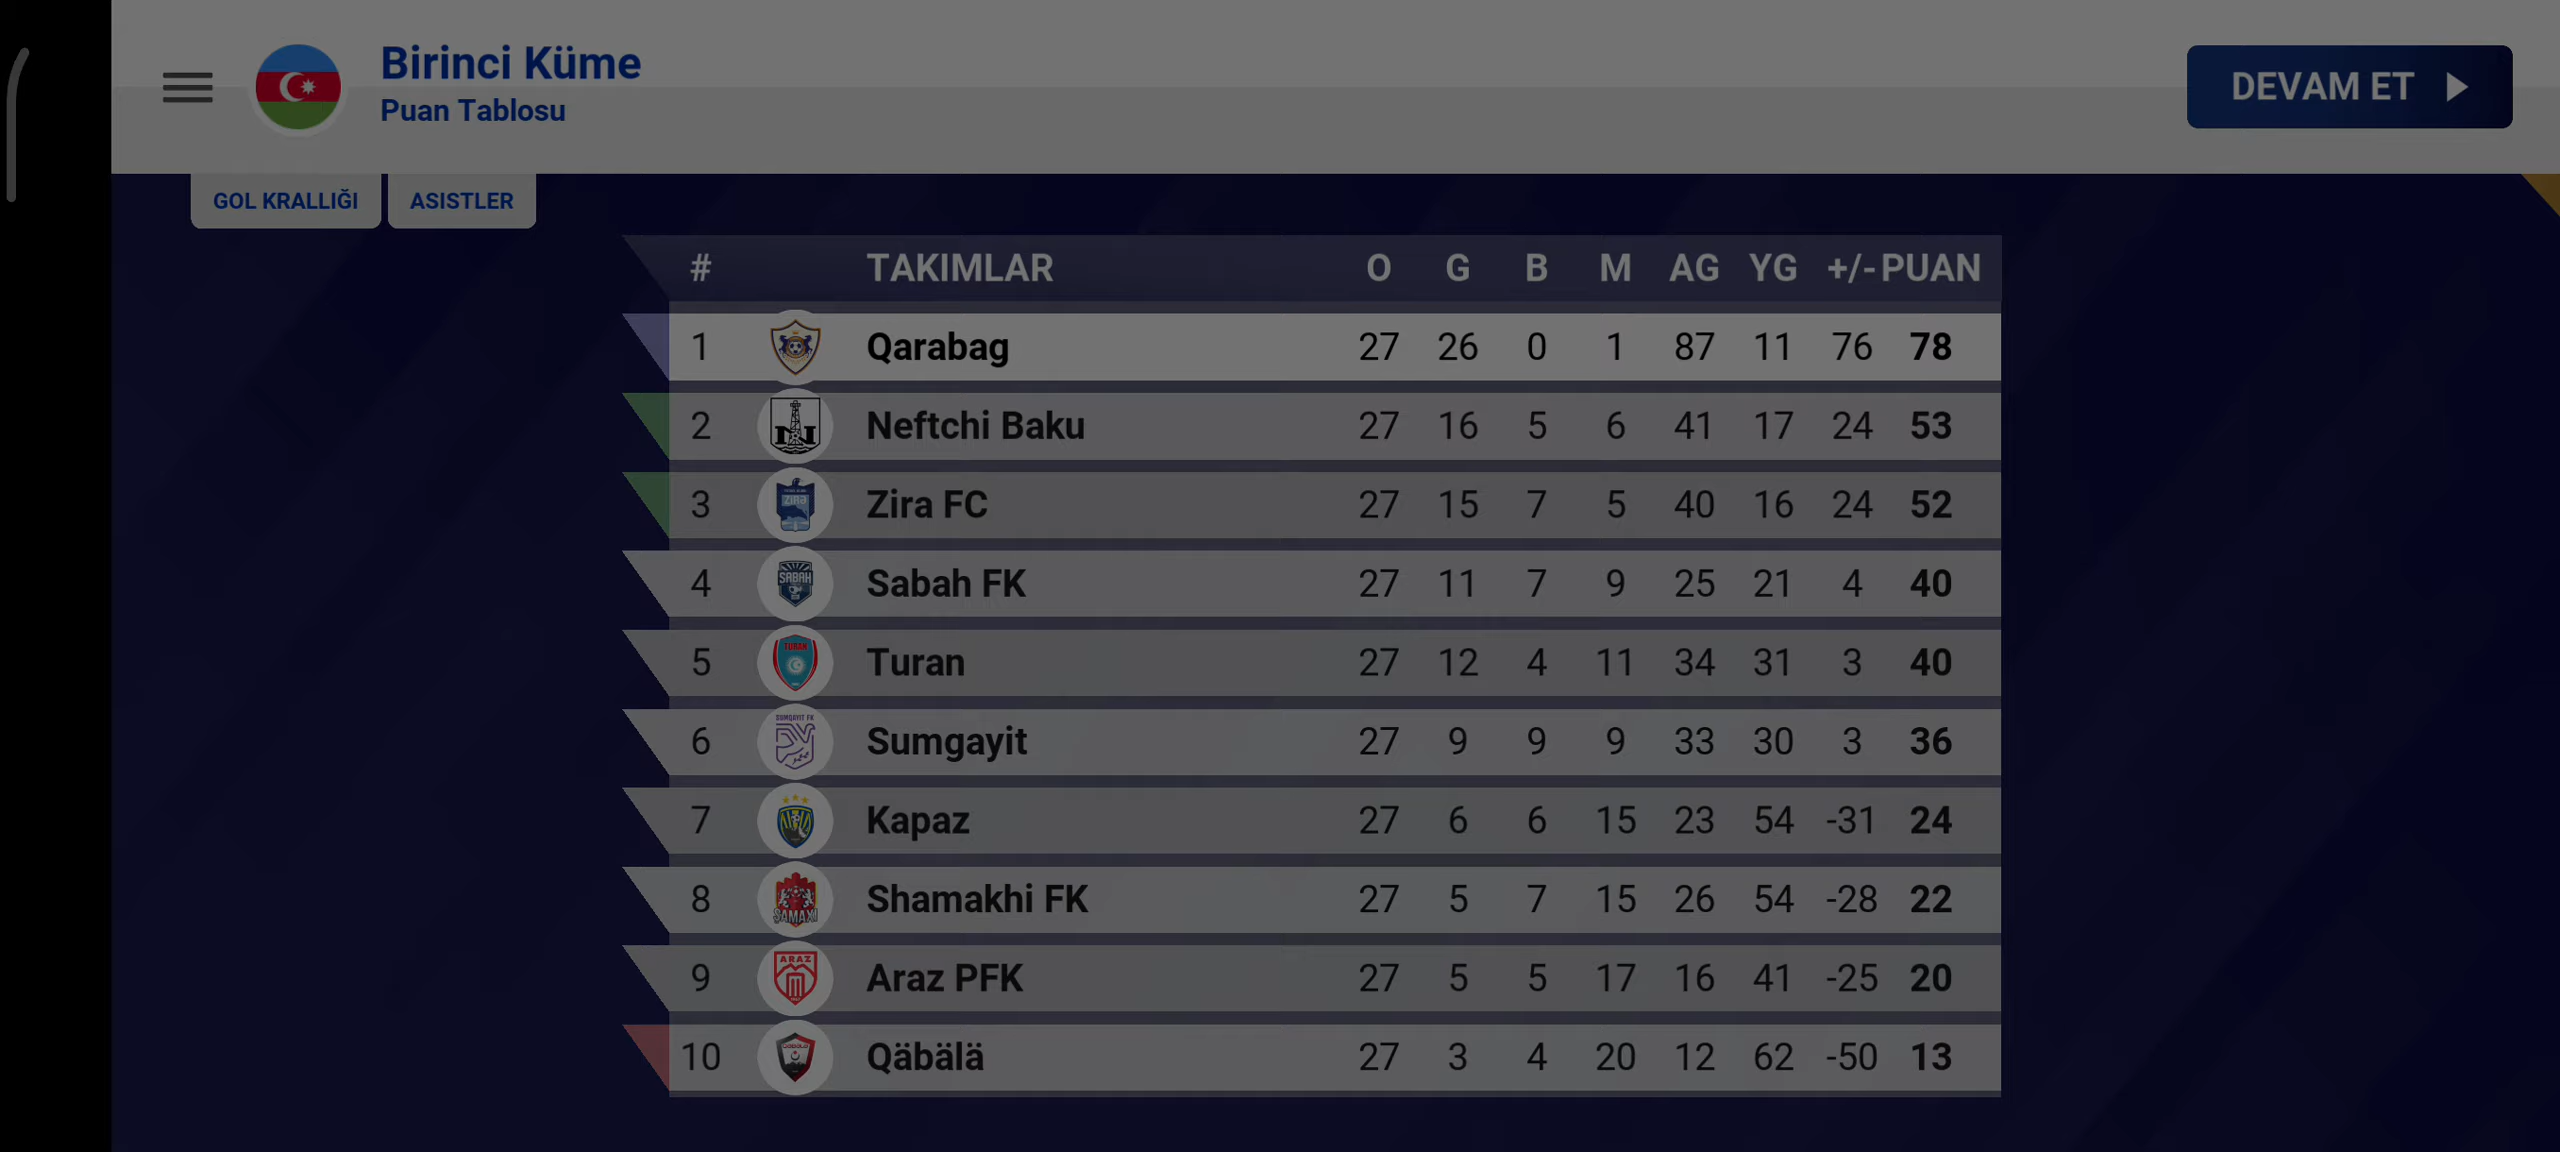 Birinci Küme
Puan Tablosu
DEVAM ET
GOL KRALLIĞI ASISTLER
# TAKIMLAR O G B M AG YG +/- PUAN
1 Qarabag 27 26 0 1 87 11 76 78
2 Neftchi Baku 27 16 5 6 41 17 24 53
3 Zira FC 27 15 7 5 40 16 24 52
4 Sabah FK 27 11 7 9 25 21 4 40
5 Turan 27 12 4 11 34 31 3 40
6 Sumgayit 27 9 9 9 33 30 3 36
7 Kapaz 27 6 6 15 23 54 -31 24
8 Shamakhi FK 27 5 7 15 26 54 -28 22
9 Araz PFK 27 5 5 17 16 41 -25 20
10 Qäbälä 27 3 4 20 12 62 -50 13